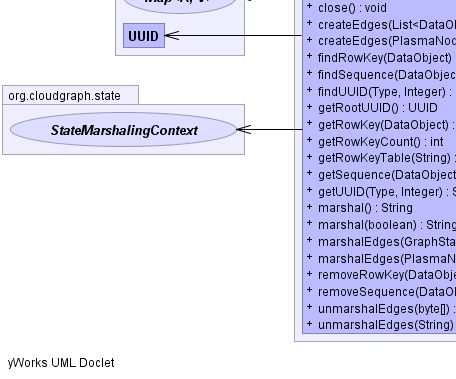 Map<K, V>
UUID
org.cloudgraph.state
StateMarshalingContext
+ close() : void
+ createEdges(List<DataOb
+ createEdges(PlasmaNod
+ findRowKey(DataObject)
+ findSequence(DataObjec
+ findUUID(Type, Integer) :
+ getRootUUID() : UUID
+ getRowKey(DataObject) :
+ getRowKeyCount() : int
+ getRowKeyTable(String) :
+ getSequence(DataObject
+ getUUID(Type, Integer) : S
+ marshal() : String
+ marshal(boolean) : String
+ marshalEdges(GraphSta
+ marshalEdges(PlasmaN
+ removeRowKey(DataObje
+ removeSequence(DataO
+ unmarshalEdges(byte[]) :
+ unmarshalEdges(String)
yWorks UML Doclet